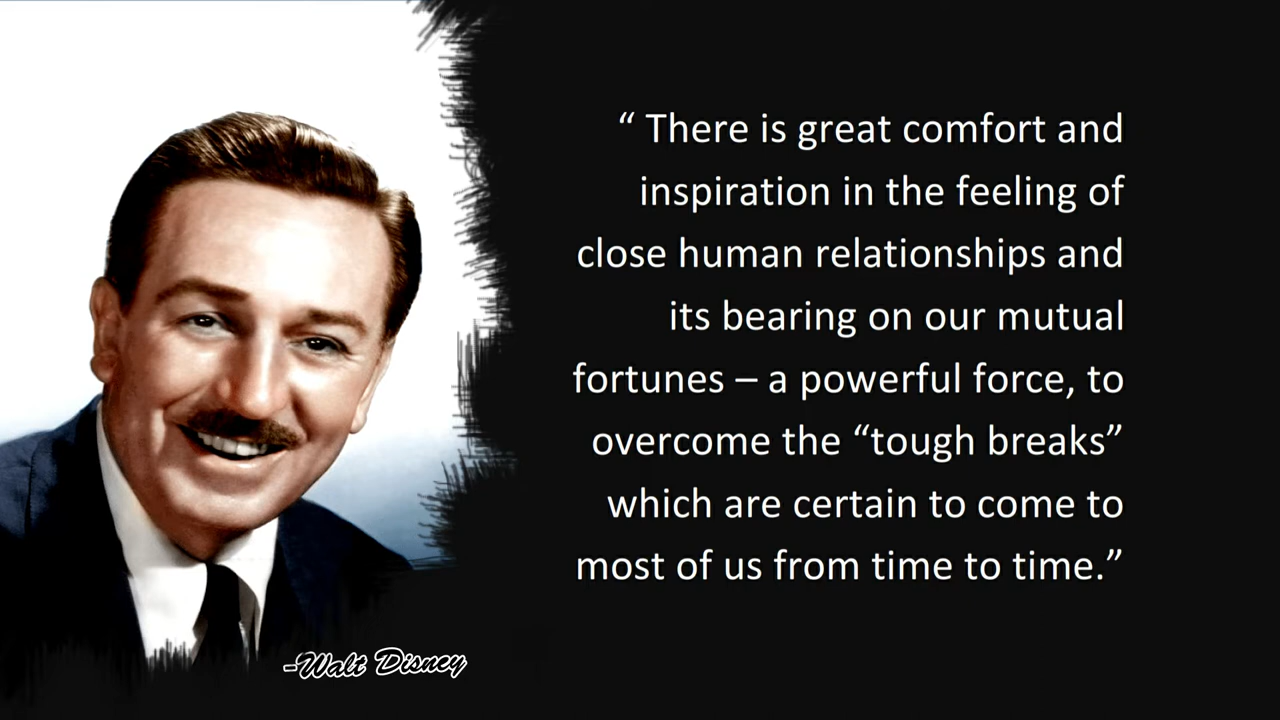 “ There is great comfort and
inspiration in the feeling of
close human relationships and
its bearing on our mutual
fortunes – a powerful force, to
overcome the “tough breaks”
which are certain to come to
most of us from time to time.”
-Walt Disney